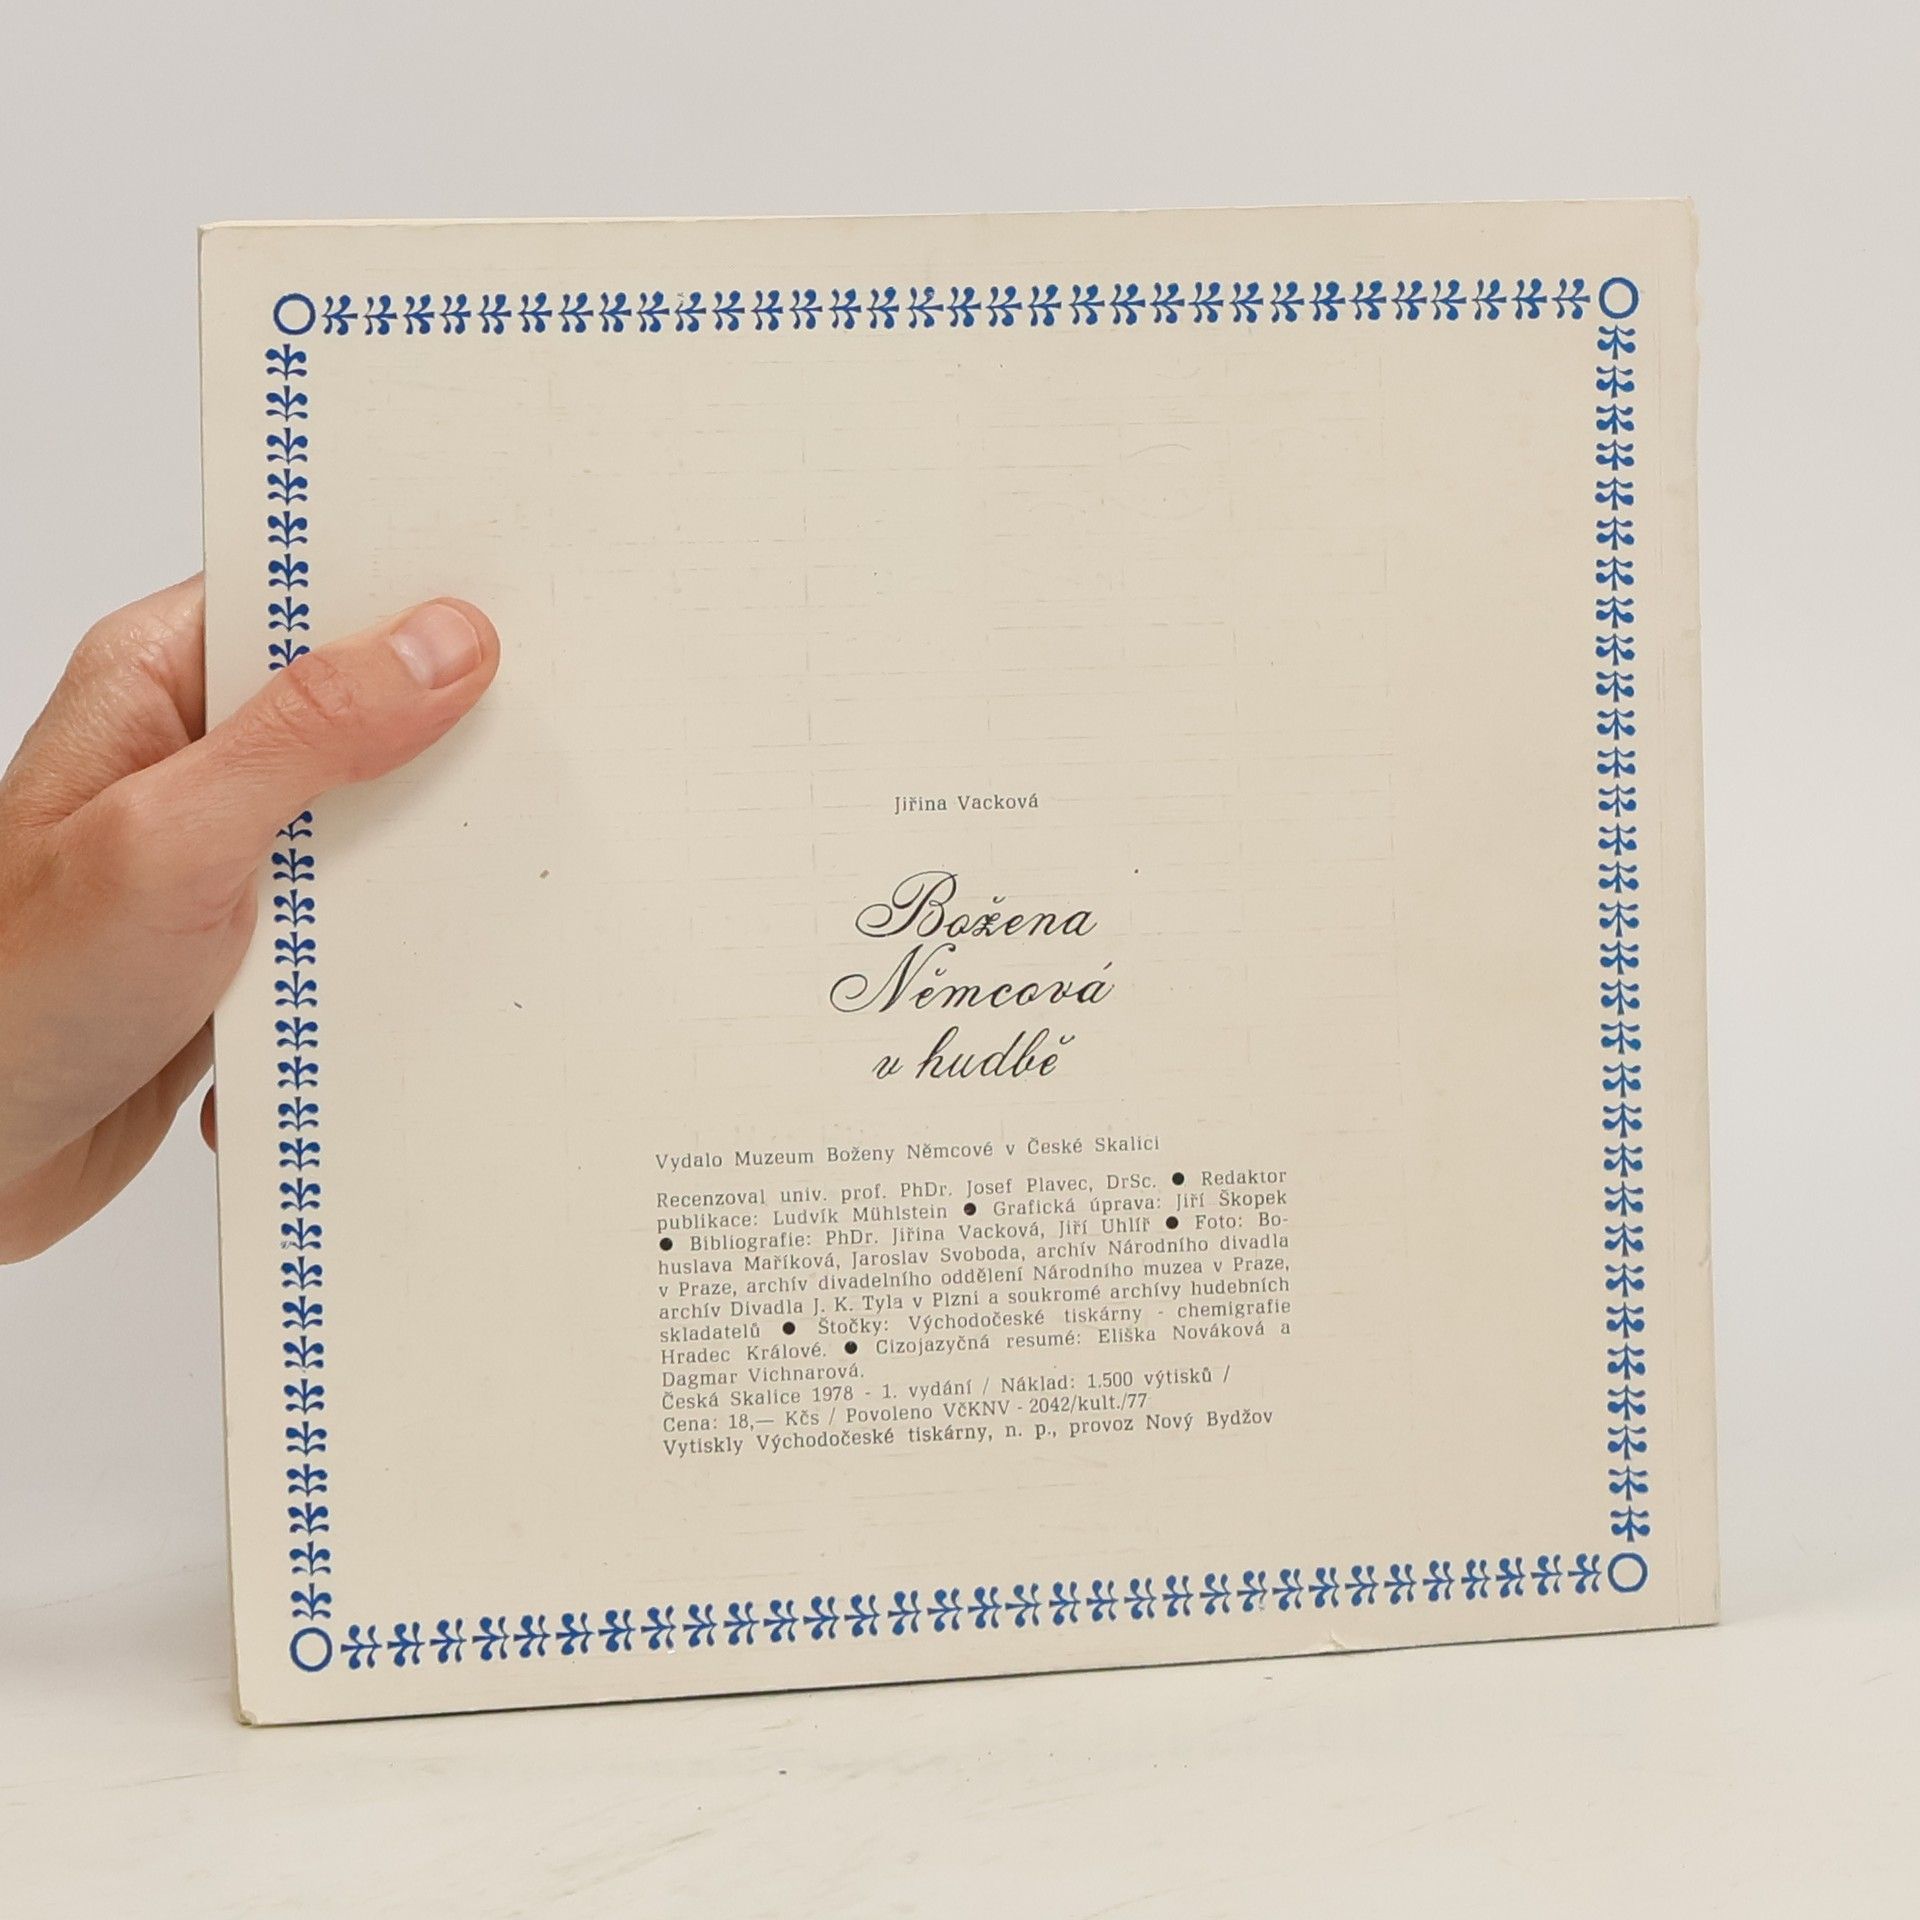 Jiřina Vacková
Božena
Němcová
v hudbě
Vydalo Muzeum Boženy Němcové v České Skalici
Recenzoval univ. prof. PhDr. Josef Plavec, DrSc. ● Redaktor
publikace: Ludvík Mühlstein ● Grafická úprava: Jiří Škopek
● Bibliografie: PhDr. Jiřina Vacková, Jiří Uhlíř ● Foto: Bo-
huslava Maříková, Jaroslav Svoboda, archív Národního divadla
v Praze, archív divadelního oddělení Národního muzea v Praze,
archív Divadla J. K. Tyla v Plzni a soukromé archívy hudebních
skladatelů ● Štočky: Východočeské tiskárny - chemigrafie
Hradec Králové. ● Cizojazyčná resumé: Eliška Nováková a
Dagmar Vichnarová.
Česká Skalice 1978 - 1. vydání / Náklad: 1.500 výtisků /
Cena: 18,— Kčs / Povoleno VčKNV - 2042/kult./77
Vytiskly Východočeské tiskárny, n. p., provoz Nový Bydžov